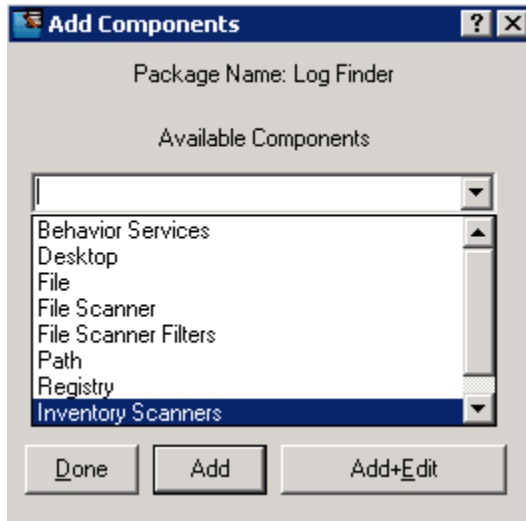 Add Components
?
Package Name: Log Finder
Available Components
Behavior Services
Desktop
File
File Scanner
File Scanner Filters
Path
Registry
Inventory Scanners
Done
Add
Add+Edit